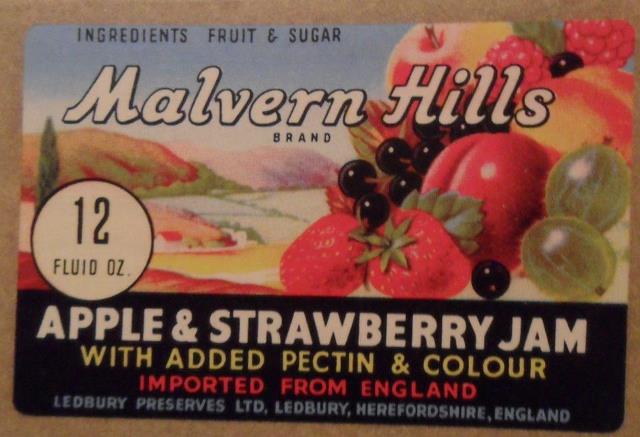 INGREDIENTS FRUIT & SUGAR
Malvern Hills
BRAND
12
FLUID OZ.
APPLE & STRAWBERRY JAM
WITH ADDED PECTIN & COLOUR
IMPORTED FROM ENGLAND
LEDBURY PRESERVES LTD, LEDBURY, HEREFORDSHIRE, ENGLAND